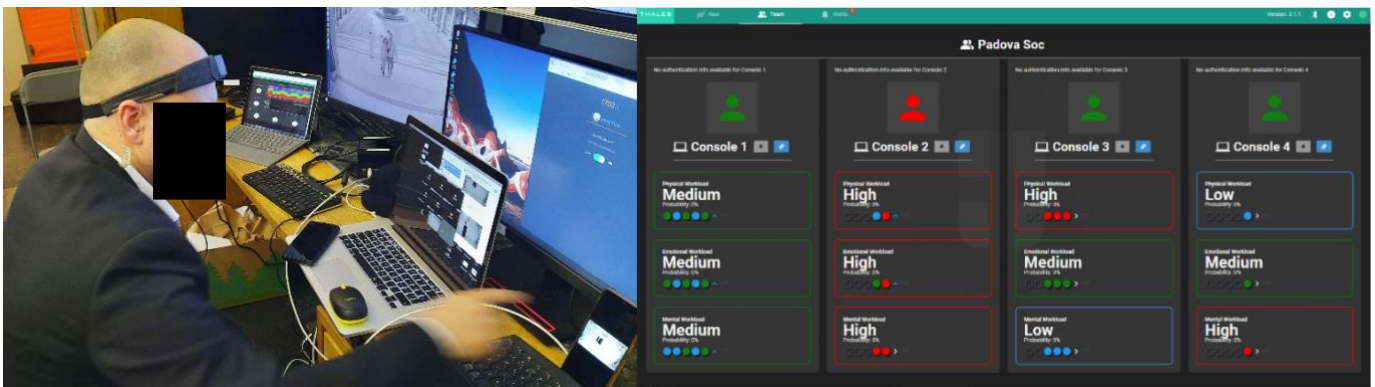 THALES
Team
Version: 3.1.1
Padova Soc
No authentication info available for Console 1
No authentication info available for Console 2
No authentication info available for Console 3
No authentication info available for Console 4
Console 1
Console 2
Console 3
Console 4
Physical Workload
Medium
Probability: 0%
Physical Workload
High
Probability: 0%
Physical Workload
High
Probability: 0%
Physical Workload
Low
Probability: 0%
Emotional Workload
Medium
Probability: 0%
Emotional Workload
High
Probability: 0%
Emotional Workload
Medium
Probability: 0%
Emotional Workload
Medium
Probability: 0%
Mental Workload
Medium
Probability: 0%
Mental Workload
High
Probability: 0%
Mental Workload
Low
Probability: 0%
Mental Workload
High
Probability: 0%